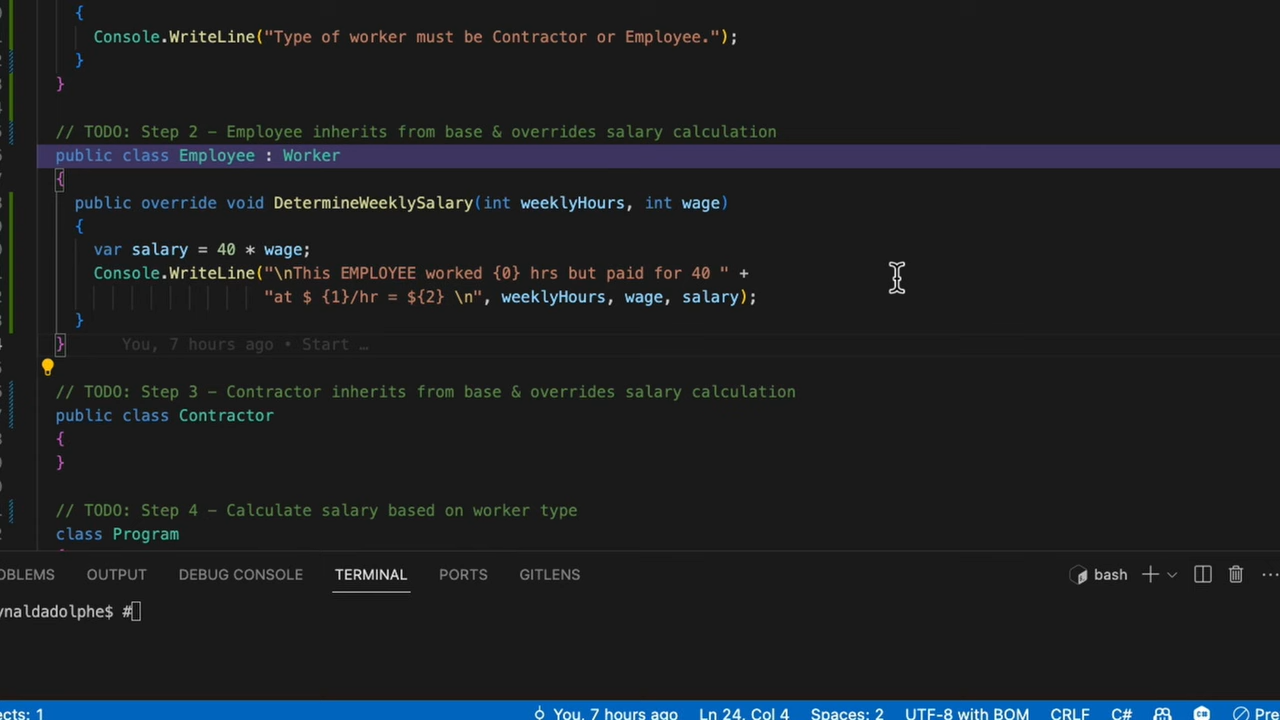 {
Console.WriteLine("Type of worker must be Contractor or Employee.");
}
}
// TODO: Step 2 – Employee inherits from base & overrides salary calculation
public class Employee : Worker
{
public override void DetermineWeeklySalary(int weeklyHours, int wage)
{
var salary = 40 * wage;
Console.WriteLine("\nThis EMPLOYEE worked {0} hrs but paid for 40 " +
"at $ {1}/hr = ${2} \n", weeklyHours, wage, salary);
}
} You, 7 hours ago • Start …
// TODO: Step 3 – Contractor inherits from base & overrides salary calculation
public class Contractor
{
}
// TODO: Step 4 – Calculate salary based on worker type
class Program
OBLEMS OUTPUT DEBUG CONSOLE TERMINAL PORTS GITLENS bash
ynaldadolphe$ #
ects: 1 You, 7 hours ago Ln 24, Col 4 Spaces: 2 UTF-8 with BOM CRLF C# Pre